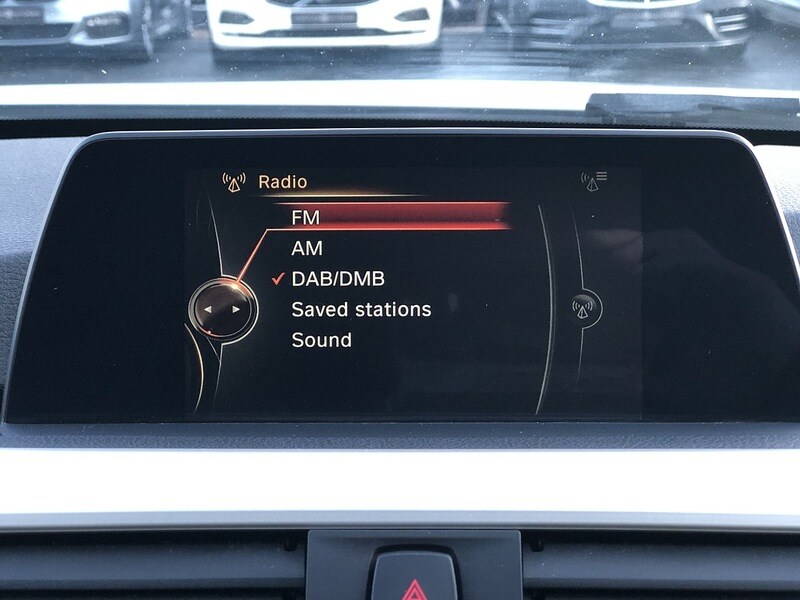 Radio
FM
AM
✓ DAB/DMB
Saved stations
Sound